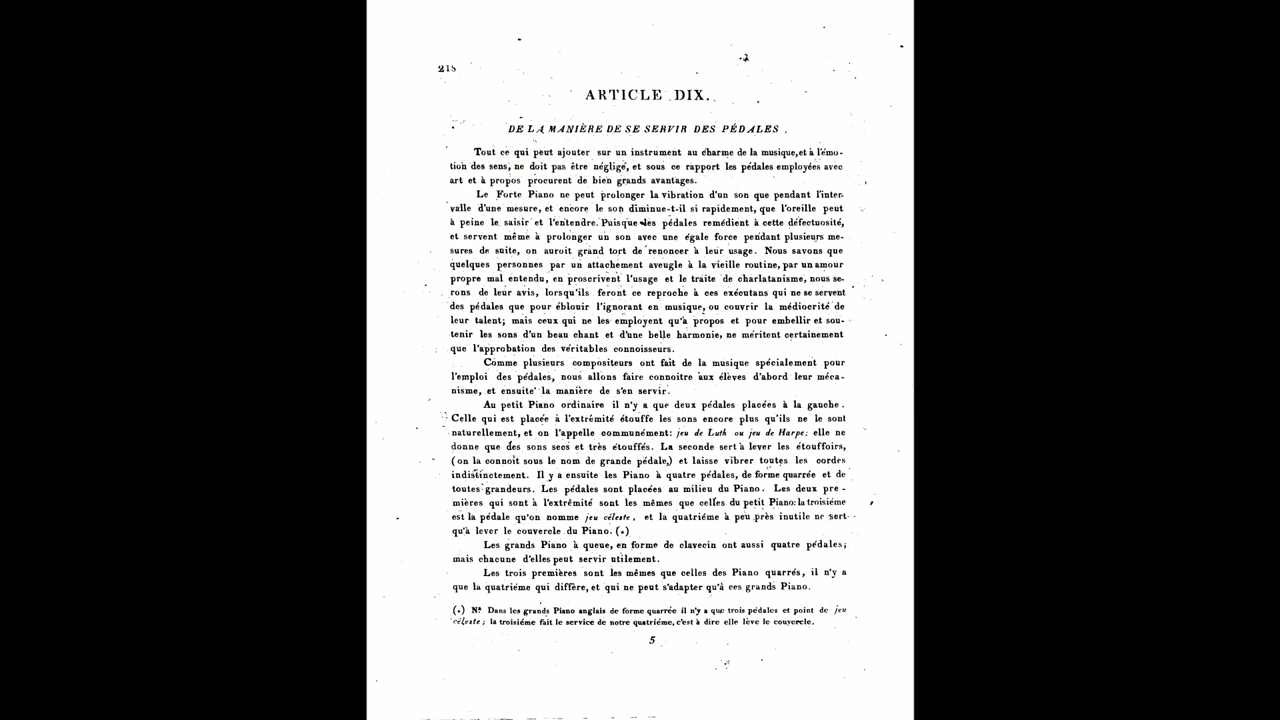 218
ARTICLE DIX.
DE LA MANIÈRE DE SE SERVIR DES PÉDALES.
Tout ce qui peut ajouter sur un instrument au charme de la musique, et à l'émo-
tion des sens, ne doit pas être négligé, et sous ce rapport les pédales employées avec
art et à propos procurent de bien grands avantages.
Le Forte Piano ne peut prolonger la vibration d'un son que pendant l'inter-
valle d'une mesure, et encore le son diminue-t-il si rapidement, que l'oreille peut
à peine le saisir et l'entendre. Puisque les pédales remédient à cette défectuosité,
et servent même à prolonger un son avec une égale force pendant plusieurs me-
sures de suite, on auroit grand tort de renoncer à leur usage. Nous savons que
quelques personnes par un attachement aveugle à la vieille routine, par un amour
propre mal entendu, en proscrivent l'usage et le traite de charlatanisme, nous se-
rons de leur avis, lorsqu'ils feront ce reproche à ces exécutans qui ne se servent
des pédales que pour éblouir l'ignorant en musique, ou couvrir la médiocrité de
leur talent; mais ceux qui ne les employent qu'à propos et pour embellir et sou-
tenir les sons d'un beau chant et d'une belle harmonie, ne méritent certainement
que l'approbation des véritables connoisseurs.
Comme plusieurs compositeurs ont fait de la musique spécialement pour
l'emploi des pédales, nous allons faire connoitre aux élèves d'abord leur méca-
nisme, et ensuite la manière de s'en servir.
Au petit Piano ordinaire il n'y a que deux pédales placées à la gauche.
Celle qui est placée à l'extrémité étouffe les sons encore plus qu'ils ne le sont
naturellement, et on l'appelle communément: jeu de Luth ou jeu de Harpe; elle ne
donne que des sons secs et très étouffés. La seconde sert à lever les étouffoirs,
(on la connoit sous le nom de grande pédale,) et laisse vibrer toutes les cordes
indistinctement. Il y a ensuite les Piano à quatre pédales, de forme quarrée et de
toutes grandeurs. Les pédales sont placées au milieu du Piano. Les deux pre-
mières qui sont à l'extrêmité sont les mêmes que celles du petit Piano: la troisiéme
est la pédale qu'on nomme jeu céleste, et la quatriéme à peu près inutile ne sert
qu'à lever le couvercle du Piano. (.)
Les grands Piano à queue, en forme de clavecin ont aussi quatre pédales;
mais chacune d'elles peut servir utilement.
Les trois premières sont les mêmes que celles des Piano quarrés, il n'y a
que la quatriéme qui diffère, et qui ne peut s'adapter qu'à ces grands Piano.
(.) Nª Dans les grands Piano anglais de forme quarrée il n'y a que trois pédales et point de jeu
céleste; la troisiéme fait le service de notre quatriéme, c'est à dire elle lève le couvercle.
5